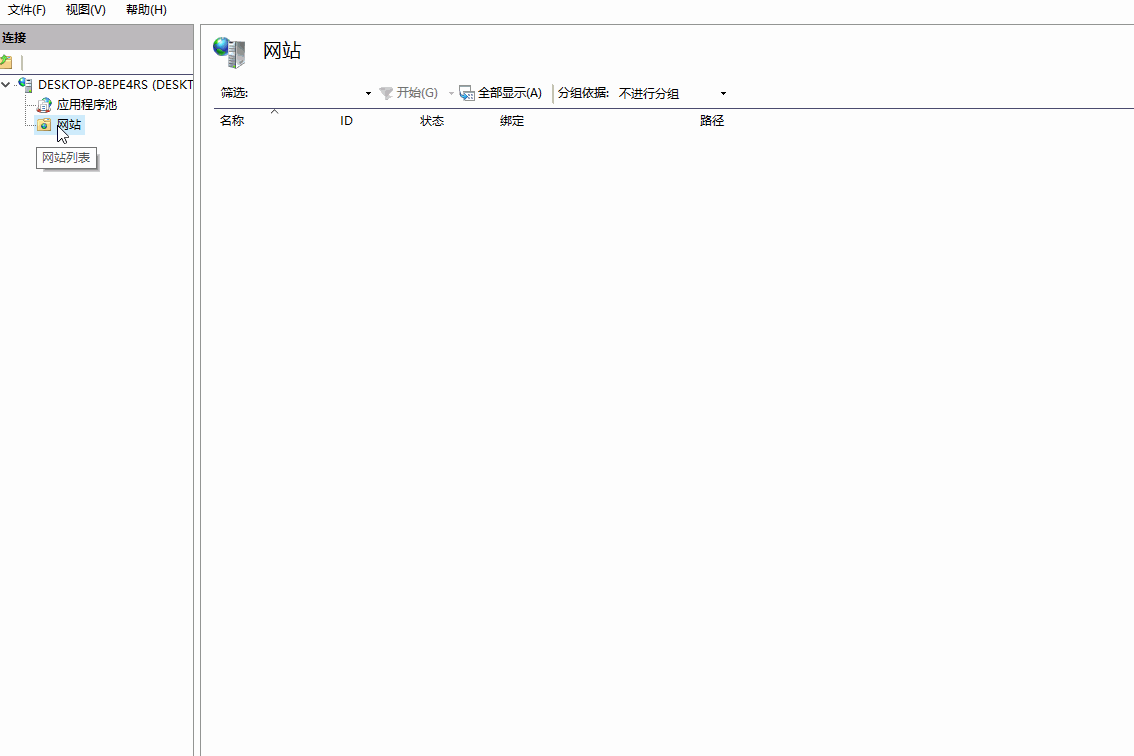 文件(F) 视图(V) 帮助(H)
连接
DESKTOP-8EPE4RS (DESKT
应用程序池
网站
网站列表
网站
筛选: 开始(G) 全部显示(A) 分组依据: 不进行分组
名称 ID 状态 绑定 路径